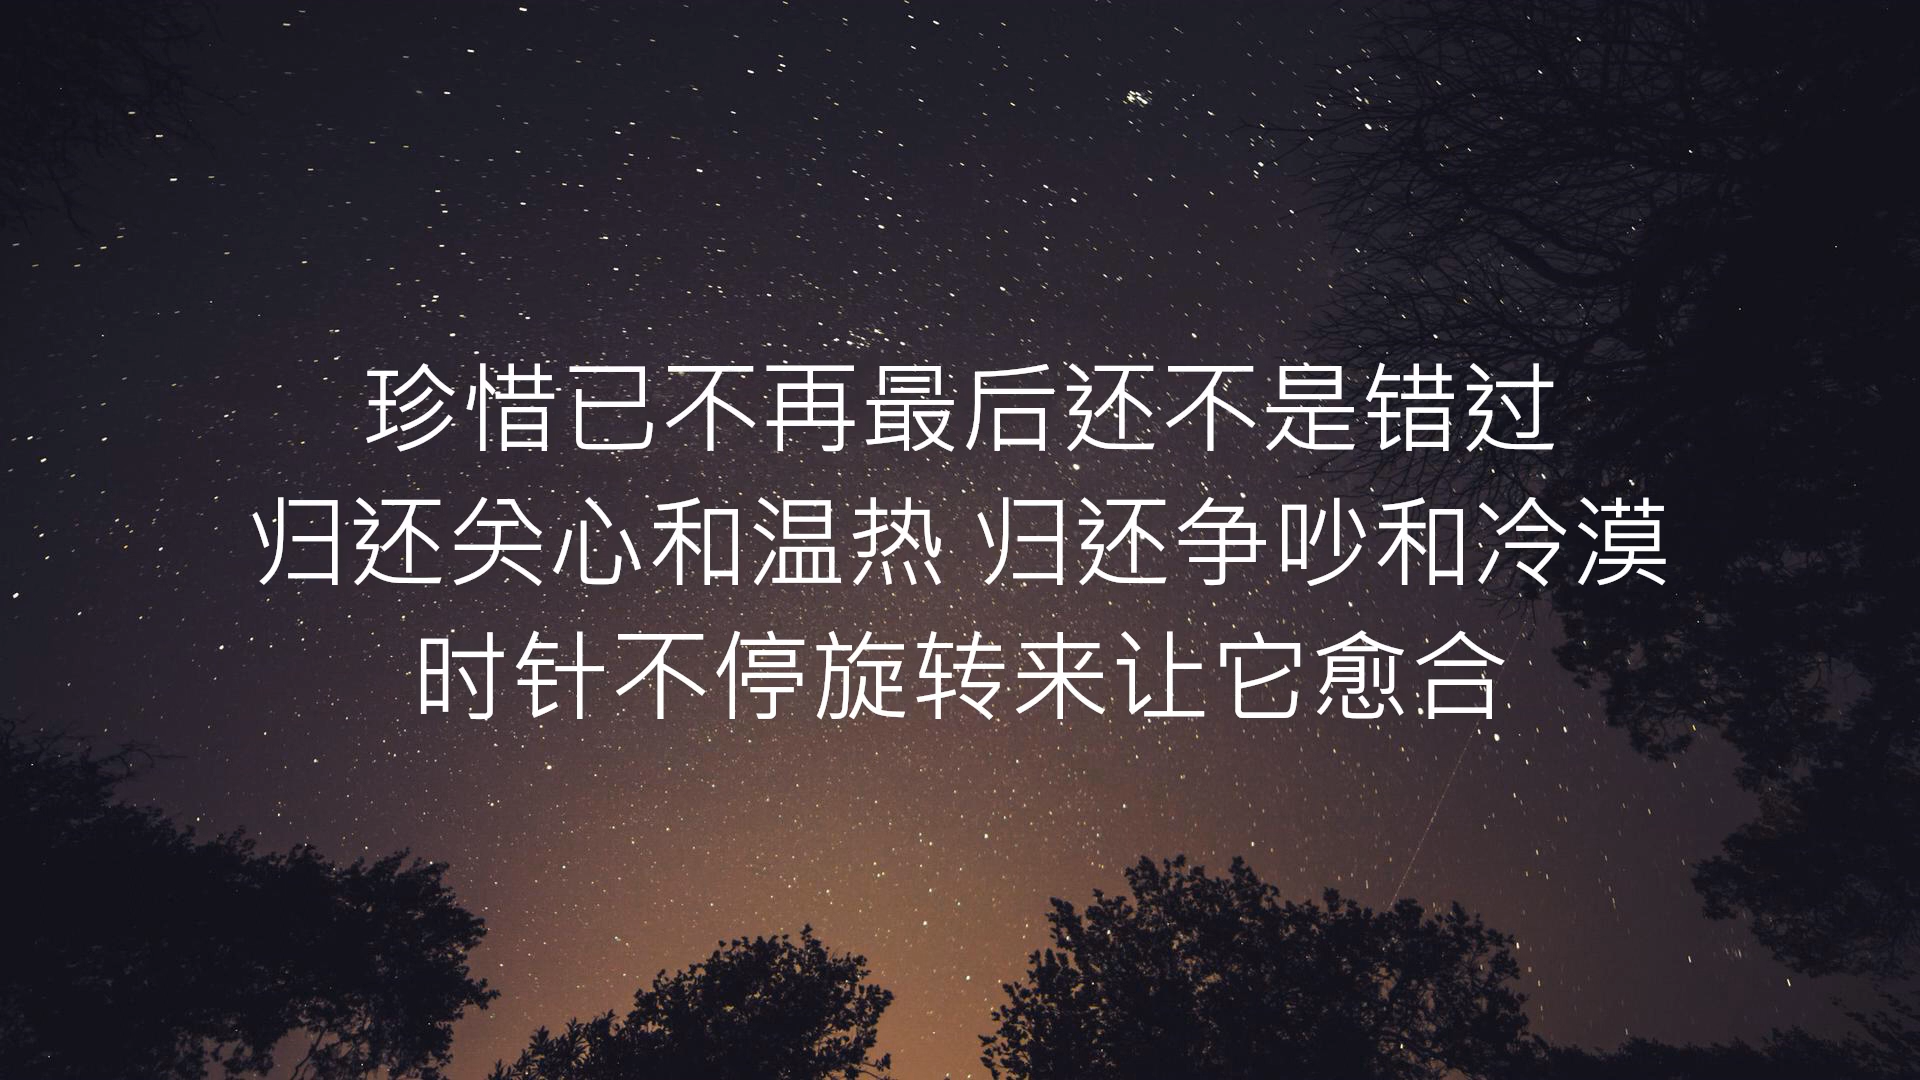 珍惜已不再最后还不是错过
归还关心和温热 归还争吵和冷漠
时针不停旋转来让它愈合